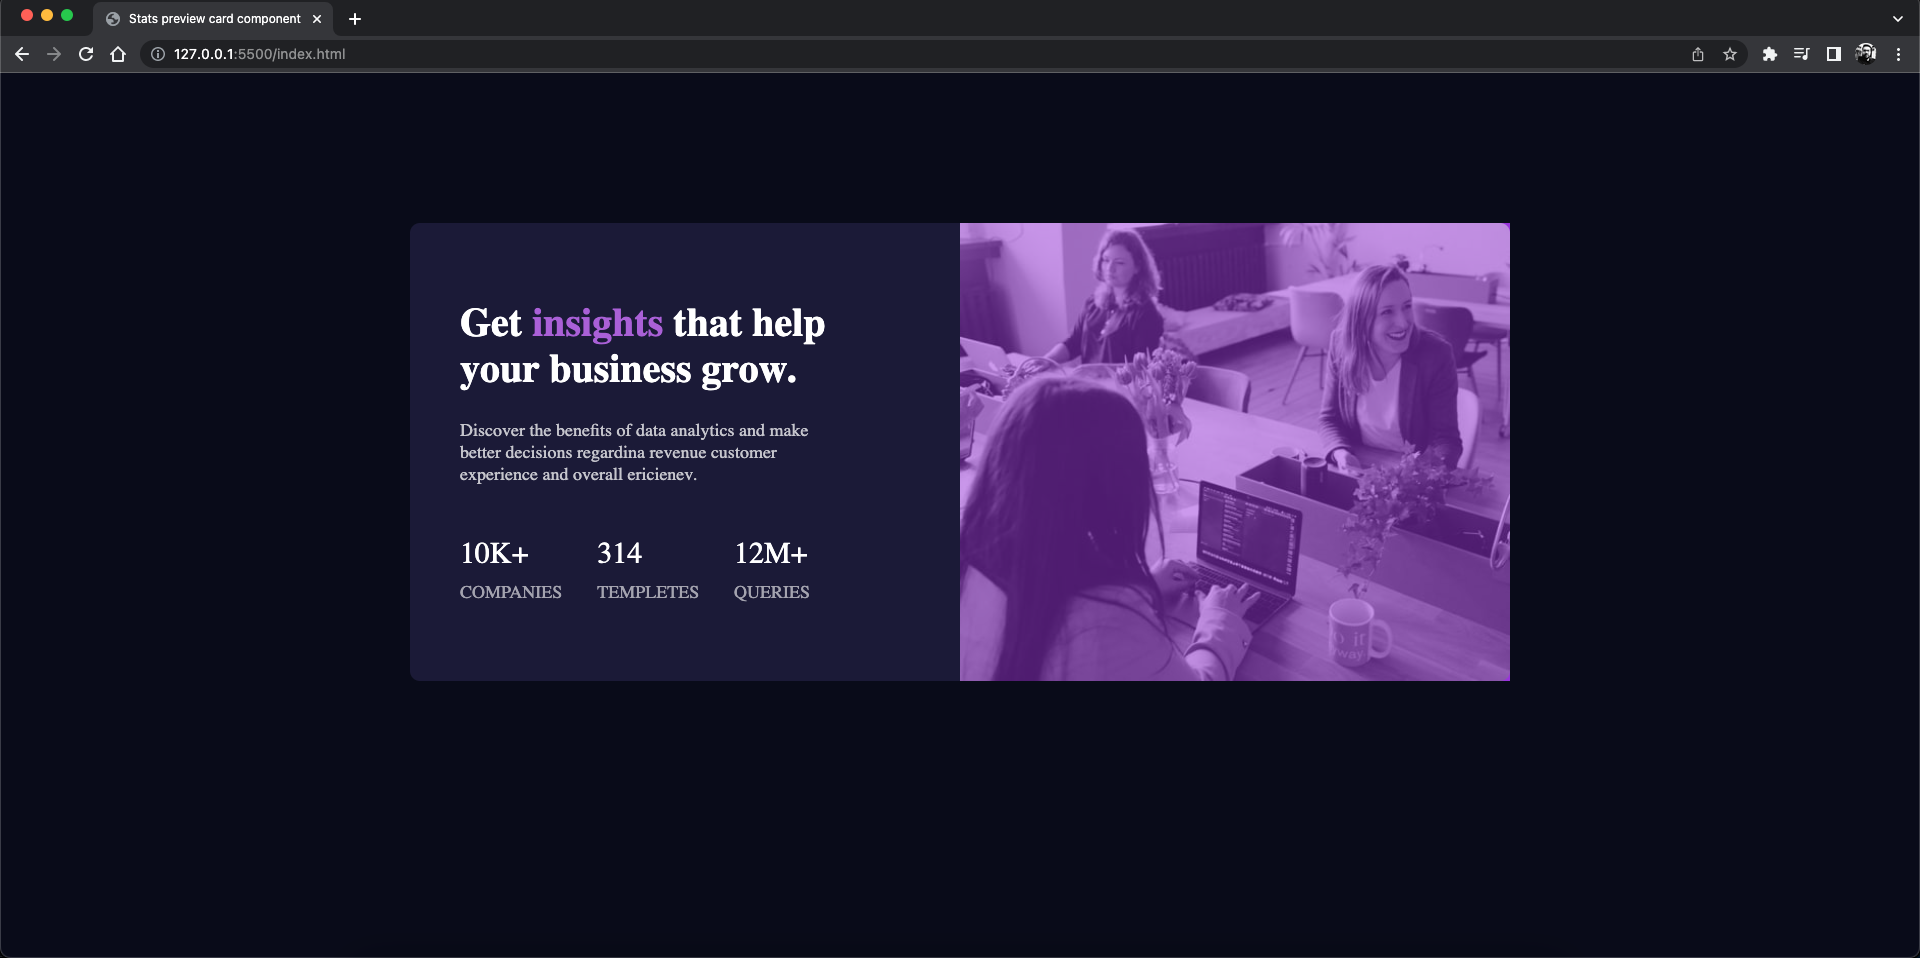 Stats preview card component
127.0.0.1:5500/index.html
Get insights that help
your business grow.
Discover the benefits of data analytics and make
better decisions regardina revenue customer
experience and overall ericienev.
10K+ 314 12M+
COMPANIES TEMPLETES QUERIES